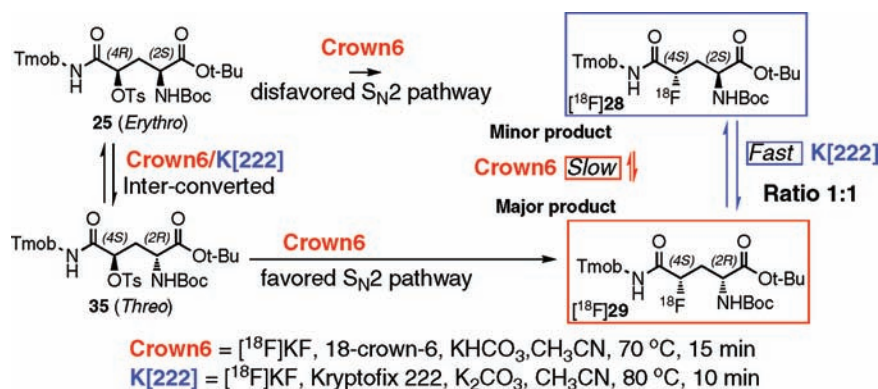 O (4R) (2S) O
Tmob
N
H
Ot-Bu
OTs NHBoc
25 (Erythro)
Crown6
disfavored SN2 pathway
O (4S) (2S) O
Tmob
N
H
18F
Ot-Bu
NHBoc
[18F]28
Crown6/K[222]
Inter-converted
Minor product
Crown6 Slow
Major product
Fast K[222]
Ratio 1:1
O (4S) (2R) O
Tmob
N
H
Ot-Bu
OTs NHBoc
35 (Threo)
Crown6
favored SN2 pathway
O (4S) (2R) O
Tmob
N
H
18F
Ot-Bu
NHBoc
[18F]29
Crown6 = [18F]KF, 18-crown-6, KHCO3,CH3CN, 70 oC, 15 min
K[222] = [18F]KF, Kryptofix 222, K2CO3, CH3CN, 80 oC, 10 min